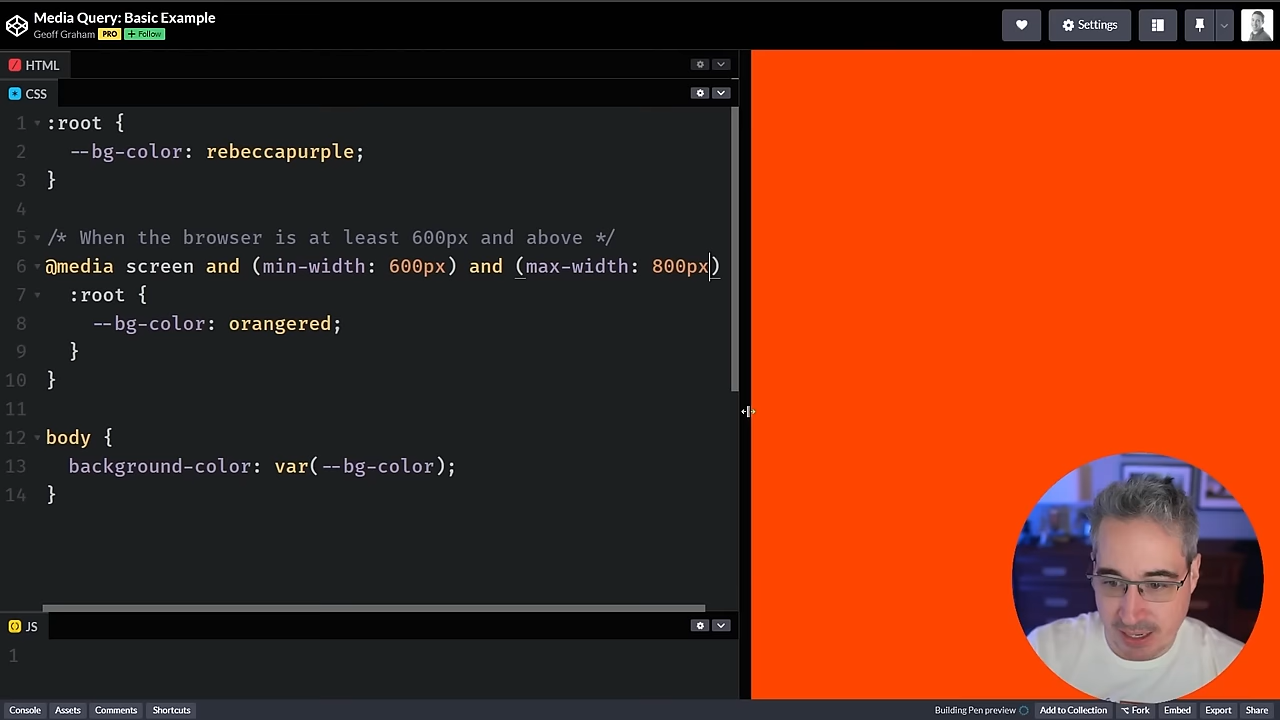 Media Query: Basic Example
Geoff Graham PRO + Follow
Settings
HTML
CSS
1 :root {
2 --bg-color: rebeccapurple;
3 }
4
5 /* When the browser is at least 600px and above */
6 @media screen and (min-width: 600px) and (max-width: 800px)
7 :root {
8 --bg-color: orangered;
9 }
10 }
11
12 body {
13 background-color: var(--bg-color);
14 }
JS
1
Console Assets Comments Shortcuts Building Pen preview Add to Collection Fork Embed Export Share